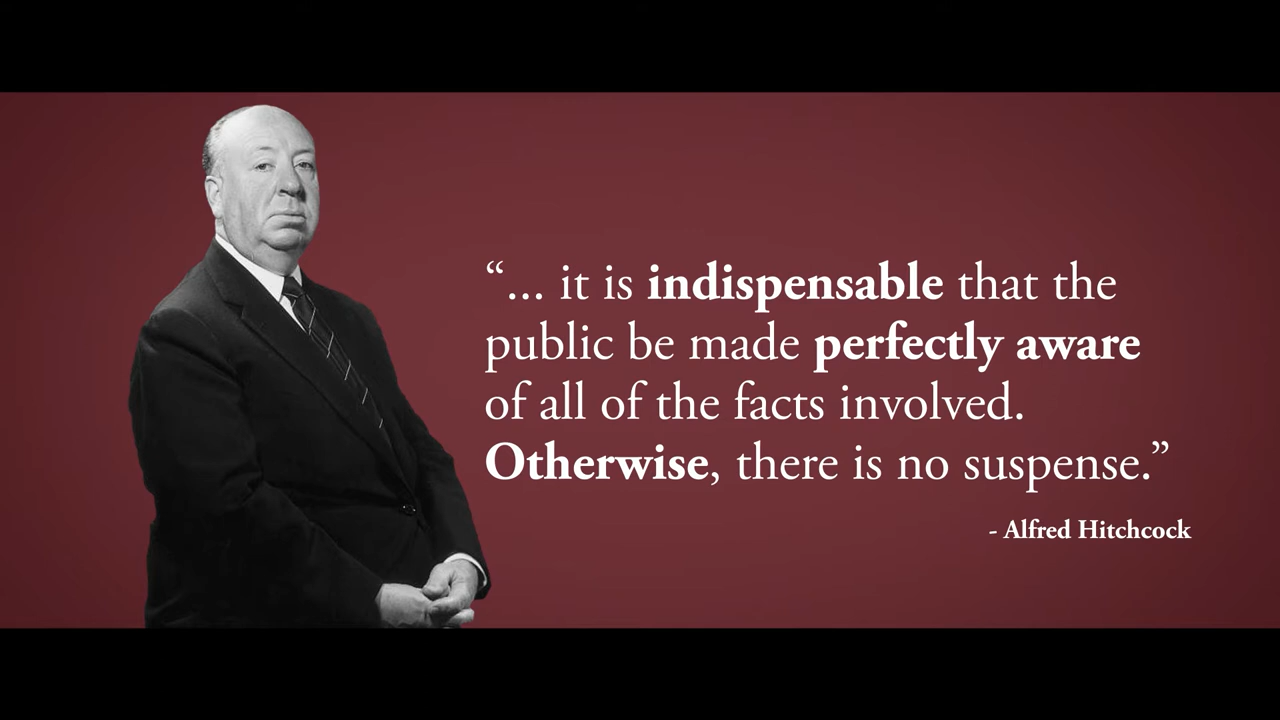 “... it is indispensable that the
public be made perfectly aware
of all of the facts involved.
Otherwise, there is no suspense.”
- Alfred Hitchcock